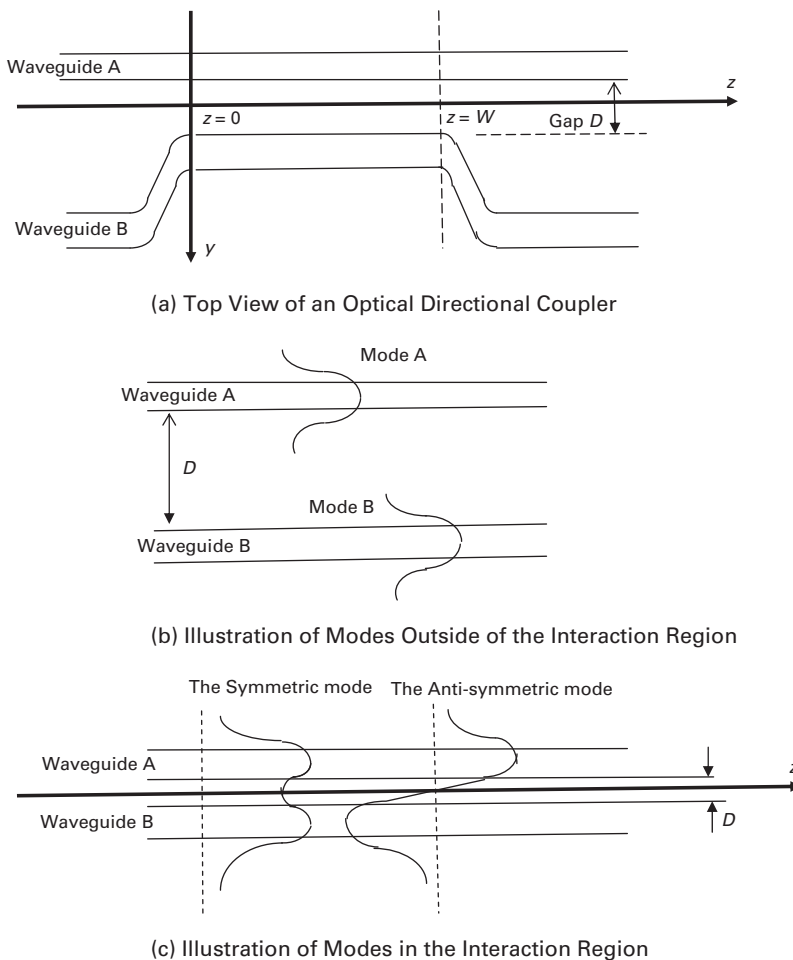 Waveguide A
z
z = 0
z = W
Gap D
Waveguide B
y
(a) Top View of an Optical Directional Coupler
Mode A
Waveguide A
D
Mode B
Waveguide B
(b) Illustration of Modes Outside of the Interaction Region
The Symmetric mode
The Anti-symmetric mode
Waveguide A
z
Waveguide B
D
(c) Illustration of Modes in the Interaction Region